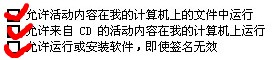 允许活动内容在我的计算机上的文件中运行
允许来自 CD 的活动内容在我的计算机上运行
允许运行或安装软件，即使签名无效